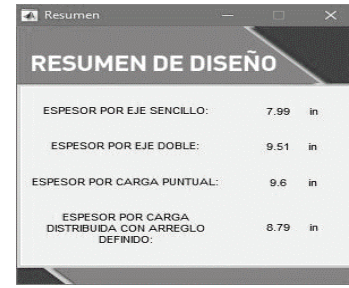 Resumen
RESUMEN DE DISEÑO
ESPESOR POR EJE SENCILLO: 7.99 in
ESPESOR POR EJE DOBLE: 9.51 in
ESPESOR POR CARGA PUNTUAL: 9.6 in
ESPESOR POR CARGA
DISTRIBUIDA CON ARREGLO 8.79 in
DEFINIDO: